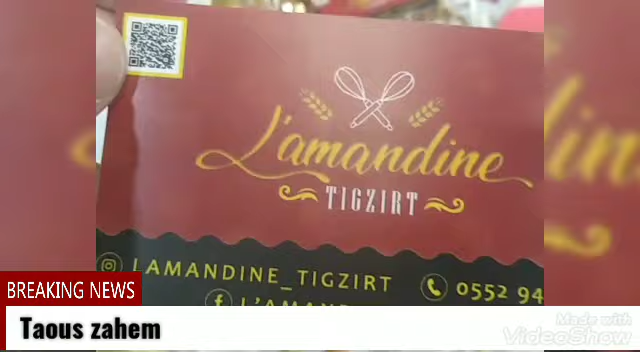 L'amandine
TIGZIRT
LAMANDINE_TIGZIRT
0552 94
BREAKING NEWS
Taous zahem
Made with
VideoShow